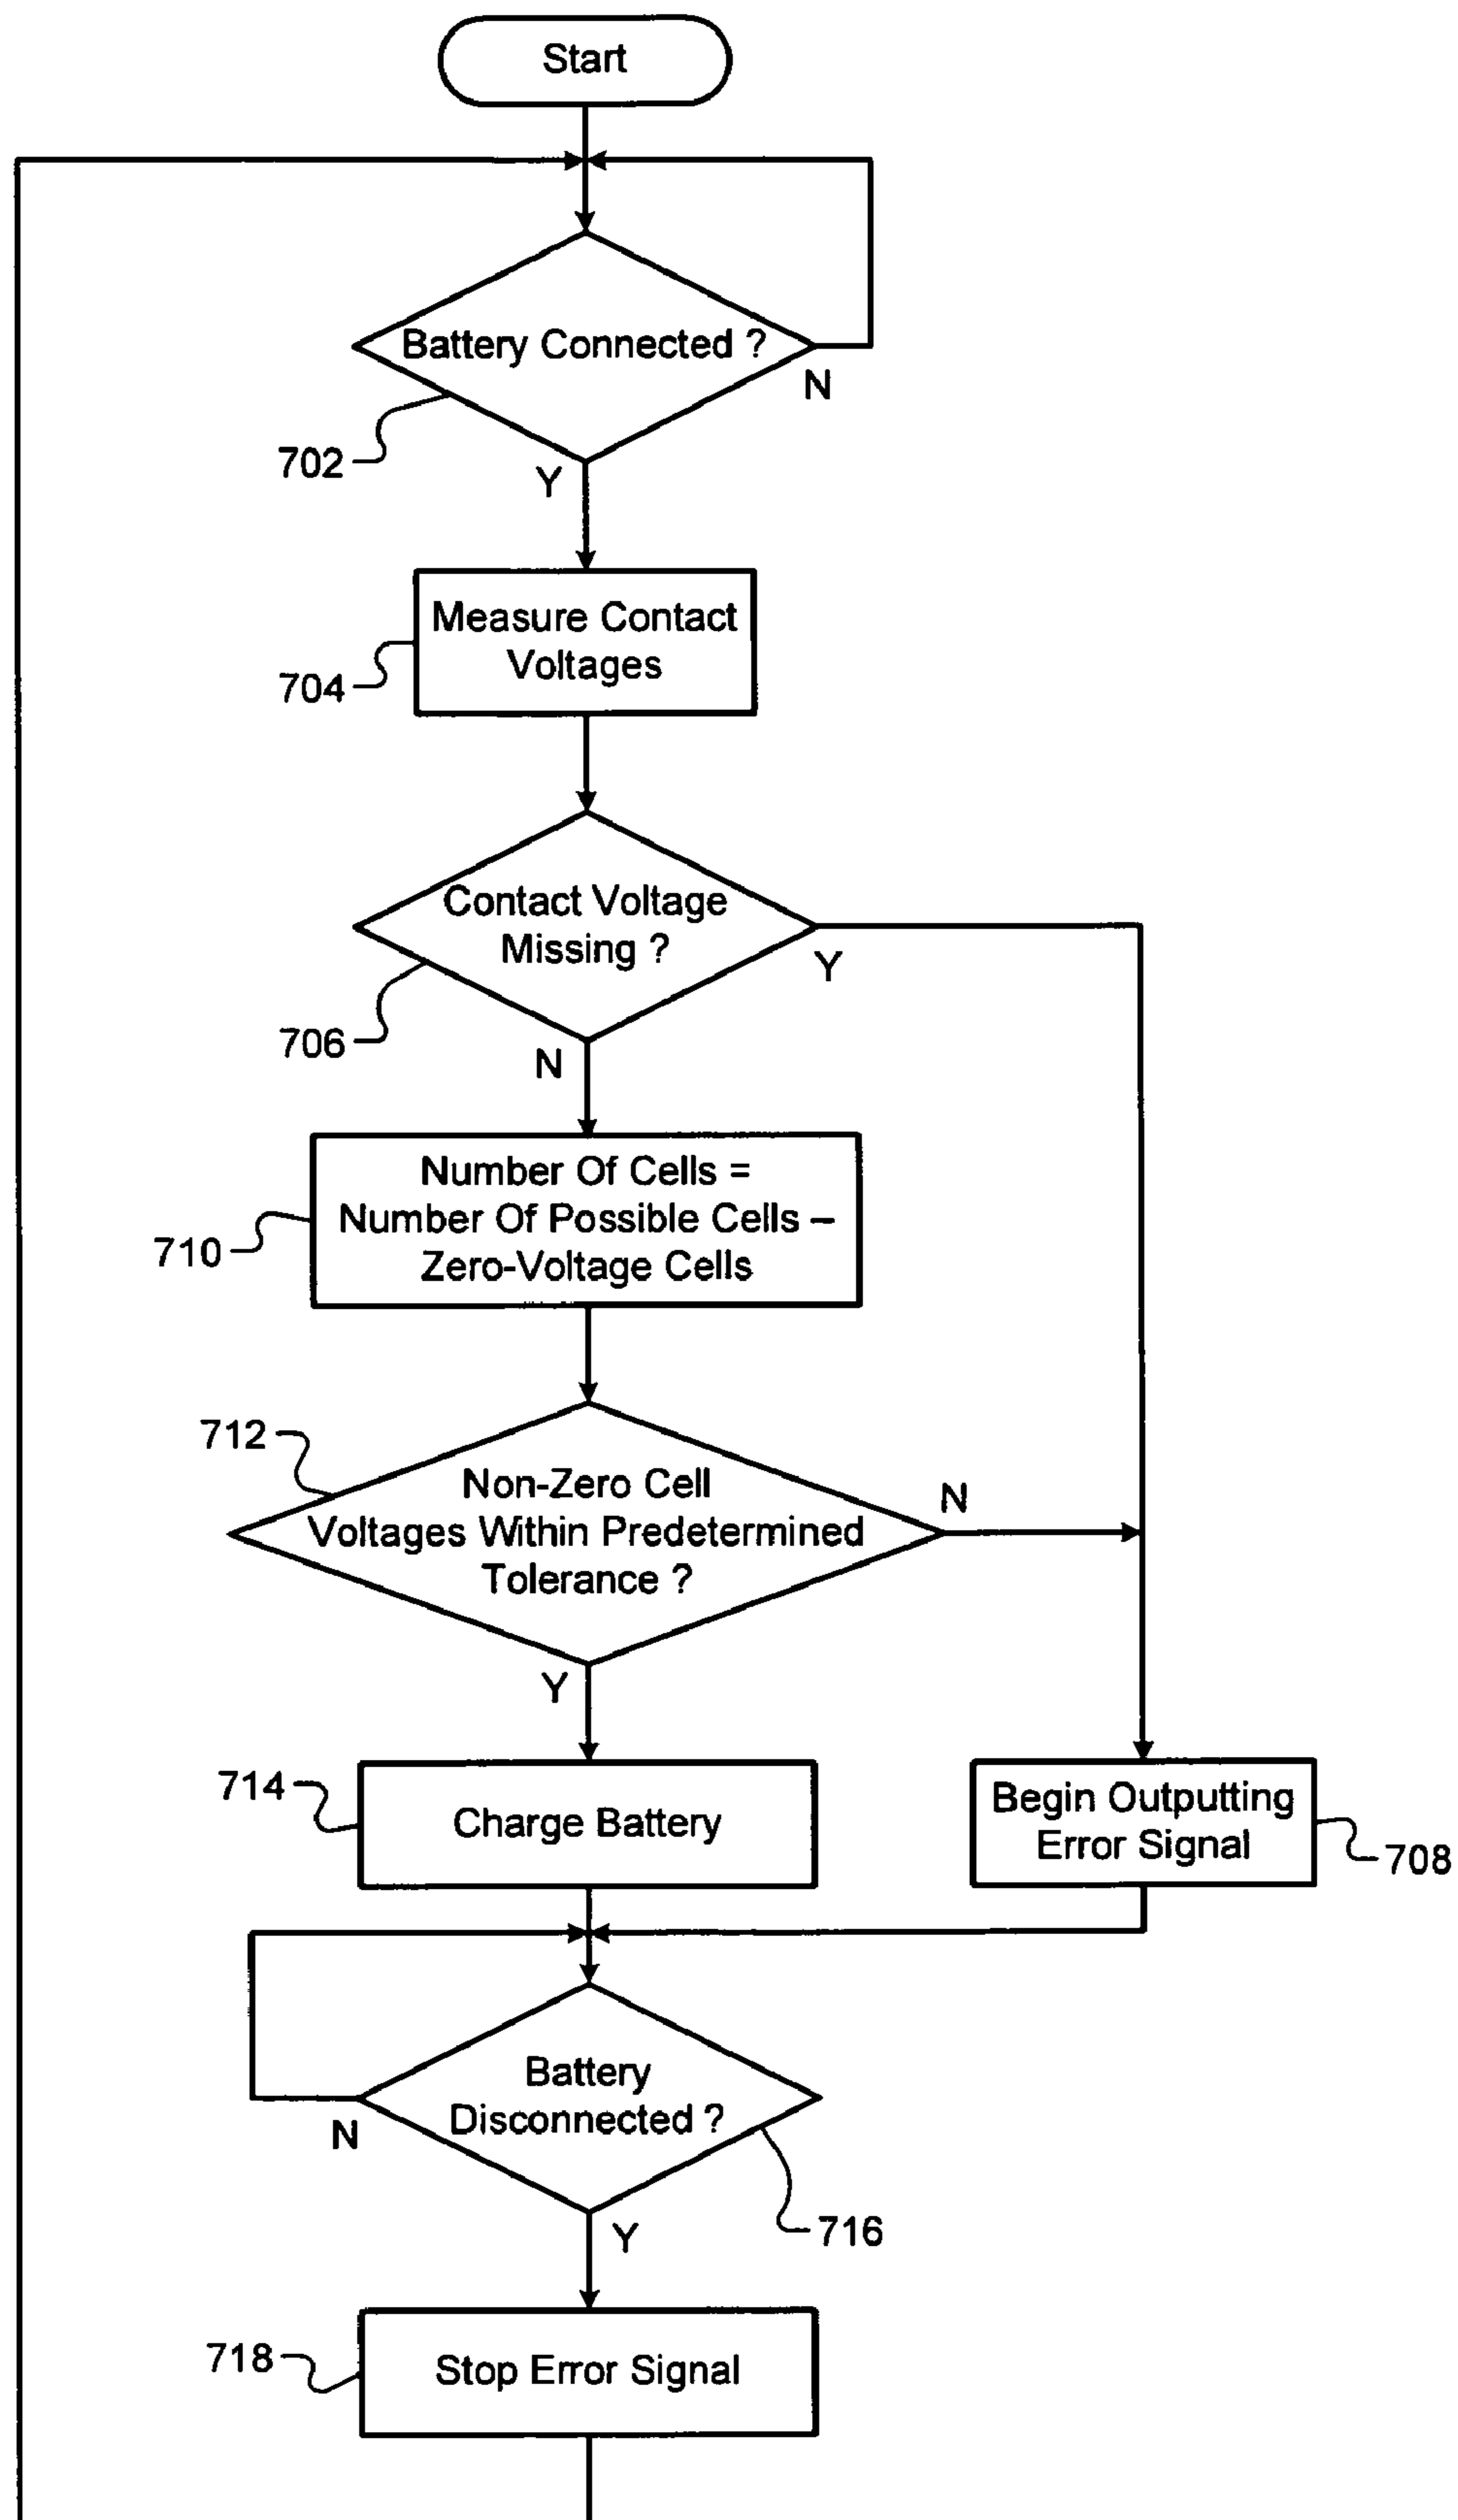 Start
Battery Connected ?
N
702
Y
Measure Contact
Voltages
704
Contact Voltage
Missing ?
Y
706
N
Number Of Cells =
Number Of Possible Cells –
Zero-Voltage Cells
710
712
Non-Zero Cell
Voltages Within Predetermined
Tolerance ?
N
Y
714
Charge Battery
Begin Outputting
Error Signal
708
Battery
Disconnected ?
N
716
Y
718
Stop Error Signal